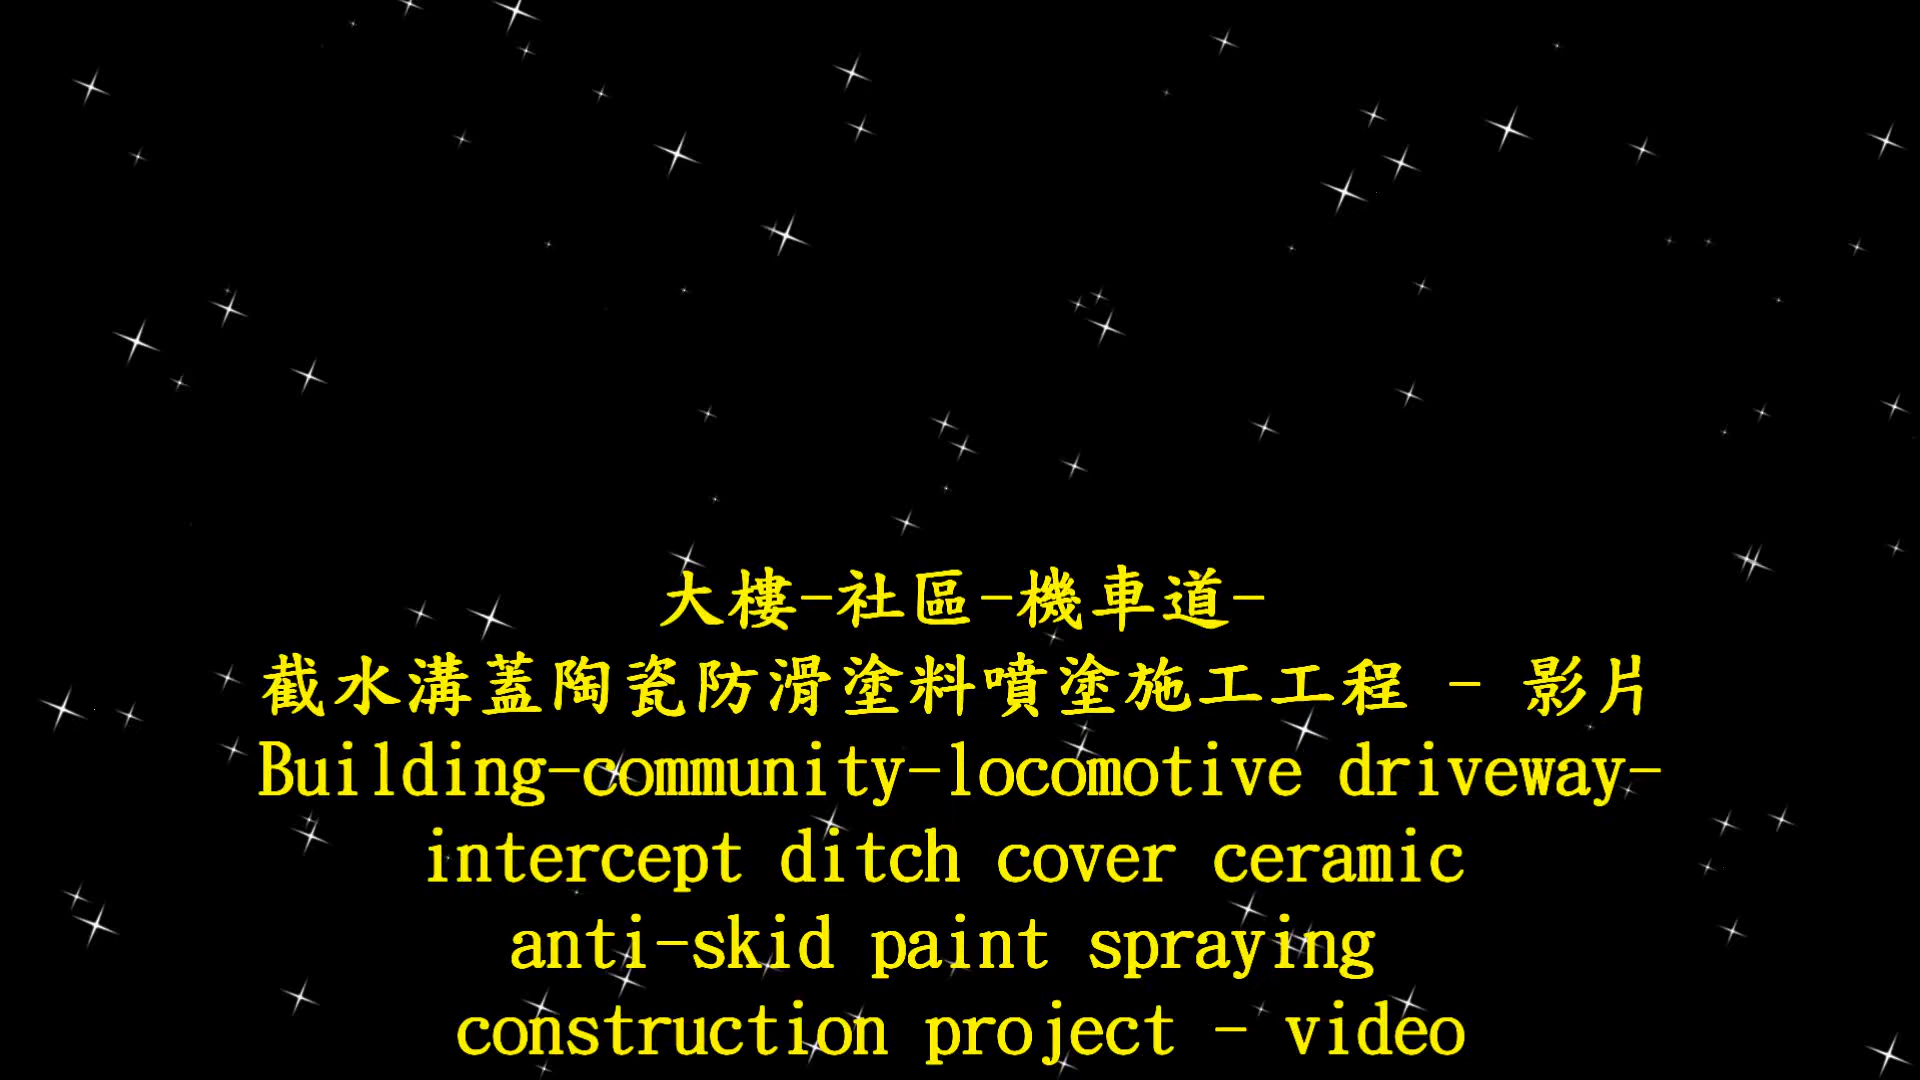 大樓-社區-機車道-
截水溝蓋陶瓷防滑塗料噴塗施工工程 - 影片
Building-community-locomotive driveway-
intercept ditch cover ceramic
anti-skid paint spraying
construction project - video